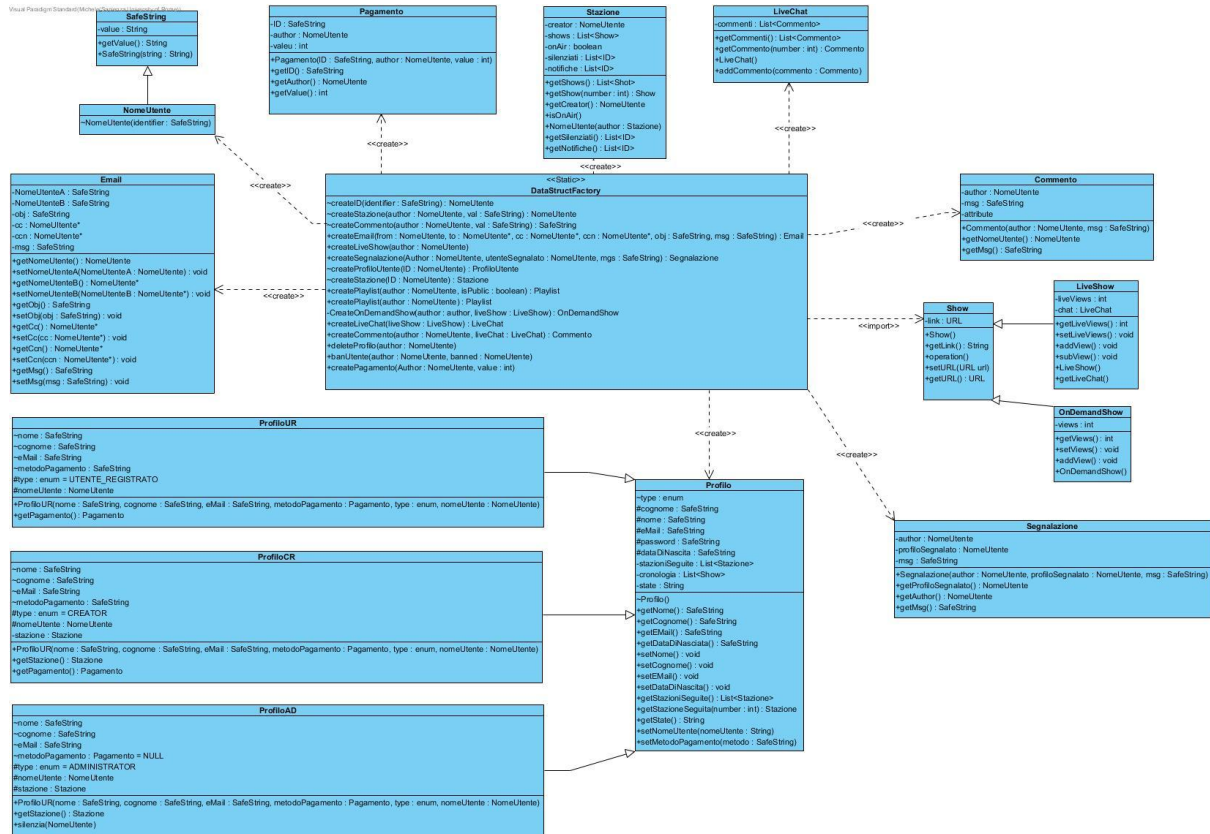 Visual Paradigm Standard(Michele(
SafeString
-value : String
+getValue() : String
+SafeString(string : String)
Pagamento
-ID : SafeString
-author : NomeUtente
-valeu : int
+Pagamento(ID : SafeString, author : NomeUtente, value : int)
+getID() : SafeString
+getAuthor() : NomeUtente
+getValue() : int
Stazione
-creator : NomeUtente
-shows : List<Show>
-onAir : boolean
-silenziati : List<ID>
-notifiche : List<ID>
+getShows() : List<Shot>
+getShow(number : int) : Show
+getCreator() : NomeUtente
+isOnAir()
+NomeUtente(author : Stazione)
+getSilenziati() : List<ID>
+getNotifiche() : List<ID>
LiveChat
-commenti : List<Commento>
+getCommenti() : List<Commento>
+getCommento(number : int) : Commento
+LiveChat()
+addCommento(commento : Commento)
NomeUtente
~NomeUtente(identifier : SafeString)
<<create>>
<<create>>
<<create>>
<<create>>
Email
-NomeUtenteA : SafeString
-NomeUtenteB : SafeString
-obj : SafeString
-cc : NomeUtente*
-ccn : NomeUtente*
-msg : SafeString
+getNomeUtente() : NomeUtente
+setNomeUtenteA(NomeUtenteA : NomeUtente) : void
+getNomeUtenteB() : NomeUtente*
+setNomeUtenteB(NomeUtenteB : NomeUtente*) : void
+getObj() : SafeString
+setObj(obj : SafeString) : void
+getCc() : NomeUtente*
+setCc(cc : NomeUtente*) : void
+getCcn() : NomeUtente*
+setCcn(ccn : NomeUtente*) : void
+getMsg() : SafeString
+setMsg(msg : SafeString) : void
<<create>>
<<Static>>
DataStructFactory
~createID(identifier : SafeString) : NomeUtente
~createStazione(author : NomeUtente, val : SafeString) : NomeUtente
~createCommento(author : NomeUtente, val : SafeString) : SafeString
+createEmail(from : NomeUtente, to : NomeUtente*, cc : NomeUtente*, ccn : NomeUtente*, obj : SafeString, msg : SafeString) : Email
+createLiveShow(author : NomeUtente)
+createSegnalazione(Author : NomeUtente, utenteSegnalato : NomeUtente, mgs : SafeString) : Segnalazione
~createProfiloUtente(ID : NomeUtente) : ProfiloUtente
~createStazione(ID : NomeUtente) : Stazione
+createPlaylist(author : NomeUtente, isPublic : boolean) : Playlist
+createPlaylist(author : NomeUtente) : Playlist
-CreateOnDemandShow(author : author, liveShow : LiveShow) : OnDemandShow
+createLiveChat(liveShow : LiveShow) : LiveChat
+createCommento(author : NomeUtente, liveChat : LiveChat) : Commento
+deleteProfilo(author : NomeUtente)
+banUtente(author : NomeUtente, banned : NomeUtente)
+createPagamento(Author : NomeUtente, value : int)
<<create>>
Commento
-author : NomeUtente
-msg : SafeString
-attribute
+Commento(author : NomeUtente, msg : SafeString)
+getNomeUtente() : NomeUtente
+getMsg() : SafeString
<<import>>
Show
-link : URL
+Show()
+getLink() : String
+operation()
+setURL(URL url)
+getURL() : URL
LiveShow
-liveViews : int
-chat : LiveChat
+getLiveViews() : int
+setLiveViews() : void
+addView() : void
+subView() : void
+LiveShow()
+getLiveChat()
OnDemandShow
-views : int
+getViews() : int
+setViews() : void
+addView() : void
+OnDemandShow()
<<create>>
<<create>>
ProfiloUR
~nome : SafeString
~cognome : SafeString
~eMail : SafeString
~metodoPagamento : SafeString
#type : enum = UTENTE_REGISTRATO
#nomeUtente : NomeUtente
+ProfiloUR(nome : SafeString, cognome : SafeString, eMail : SafeString, metodoPagamento : Pagamento, type : enum, nomeUtente : NomeUtente)
+getPagamento() : Pagamento
ProfiloCR
~nome : SafeString
~cognome : SafeString
~eMail : SafeString
~metodoPagamento : SafeString
#type : enum = CREATOR
#nomeUtente : NomeUtente
-stazione : Stazione
+ProfiloUR(nome : SafeString, cognome : SafeString, eMail : SafeString, metodoPagamento : Pagamento, type : enum, nomeUtente : NomeUtente)
+getStazione() : Stazione
+getPagamento() : Pagamento
ProfiloAD
~nome : SafeString
~cognome : SafeString
~eMail : SafeString
~metodoPagamento : Pagamento = NULL
#type : enum = ADMINISTRATOR
#nomeUtente : NomeUtente
#stazione : Stazione
+ProfiloUR(nome : SafeString, cognome : SafeString, eMail : SafeString, metodoPagamento : Pagamento, type : enum, nomeUtente : NomeUtente)
+getStazione() : Stazione
+silenzia(NomeUtente)
Profilo
~type : enum
#cognome : SafeString
#nome : SafeString
#eMail : SafeString
#password : SafeString
#dataDiNascita : SafeString
-stazioniSeguite : List<Stazione>
-cronologia : List<Show>
-state : String
~Profilo()
+getNome() : SafeString
+getCognome() : SafeString
+getEMail() : SafeString
+getDataDiNasciata() : SafeString
+setNome() : void
+setCognome() : void
+setEMail() : void
+setDataDiNascita() : void
+getStazioniSeguite() : List<Stazione>
+getStazioneSeguita(number : int) : Stazione
+getState() : String
+setNomeUtente(nomeUtente : String)
+setMetodoPagamento(metodo : SafeString)
Segnalazione
-author : NomeUtente
-profiloSegnalato : NomeUtente
-msg : SafeString
+Segnalazione(author : NomeUtente, profiloSegnalato : NomeUtente, msg : SafeString)
+getProfiloSegnalato() : NomeUtente
+getAuthor() : NomeUtente
+getMsg() : SafeString